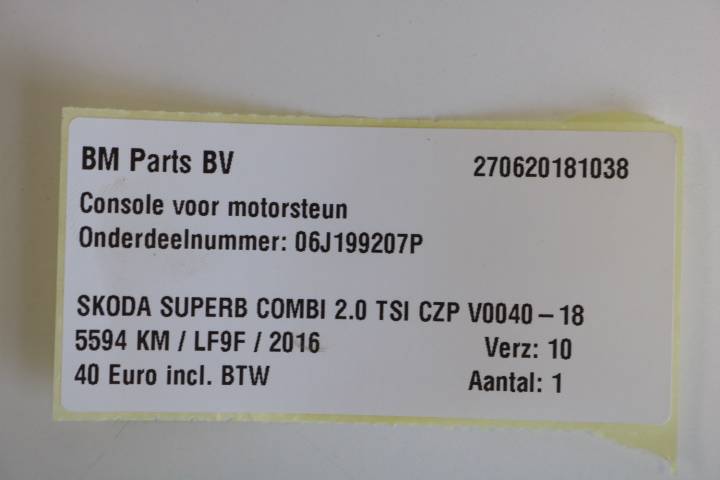 BM Parts BV 270620181038
Console voor motorsteun
Onderdeelnummer: 06J199207P
SKODA SUPERB COMBI 2.0 TSI CZP V0040-18
5594 KM / LF9F / 2016 Verz: 10
40 Euro incl. BTW Aantal: 1